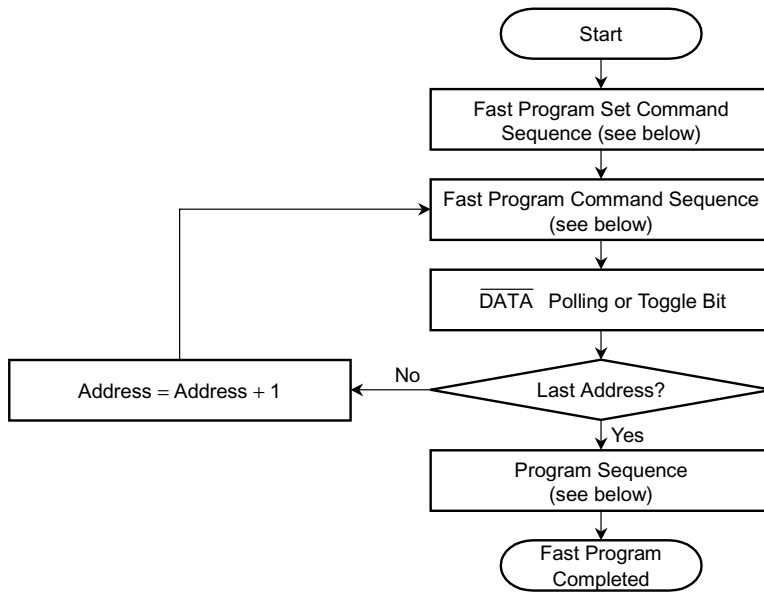 Start
Fast Program Set Command
Sequence (see below)
Fast Program Command Sequence
(see below)
DATA Polling or Toggle Bit
Address = Address + 1
No
Last Address?
Yes
Program Sequence
(see below)
Fast Program
Completed